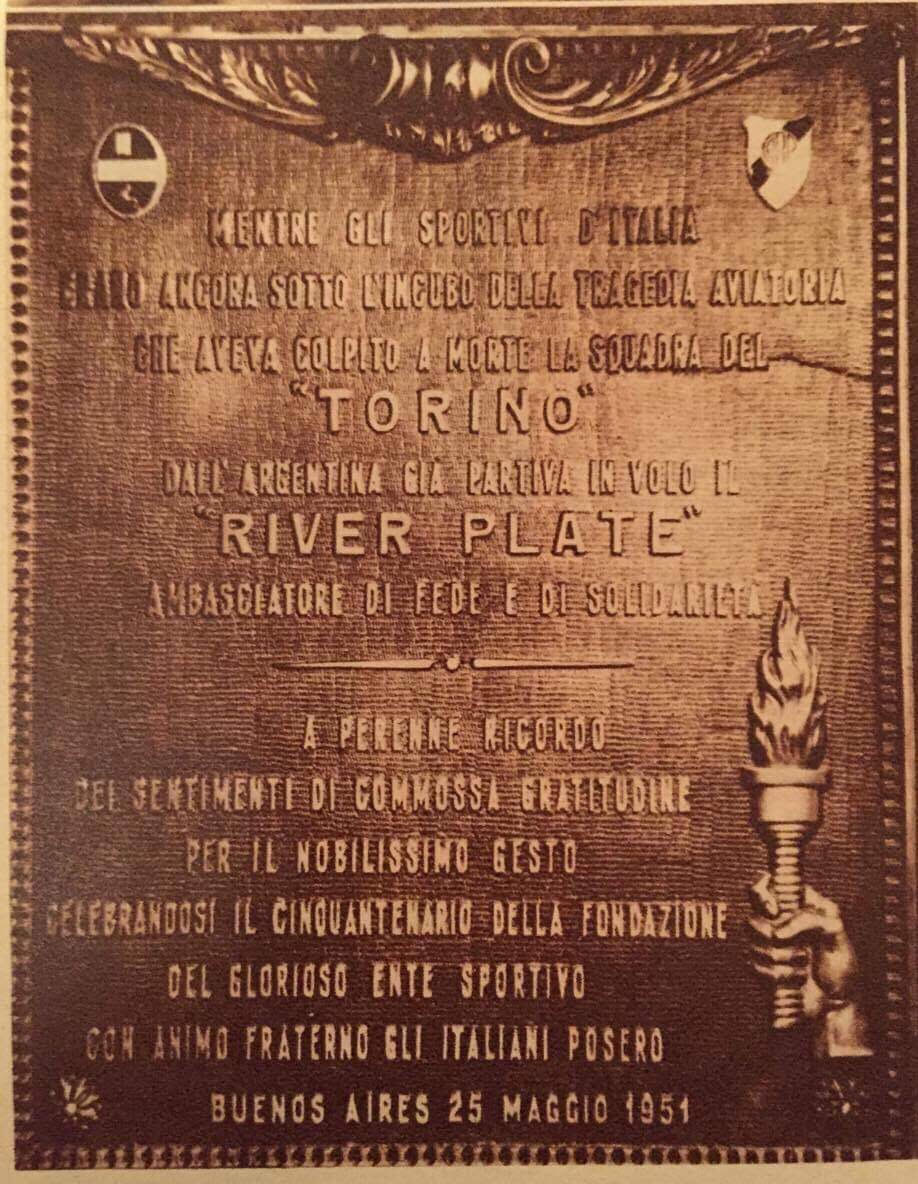 MENTRE GLI SPORTIVI D'ITALIA
ERANO ANCORA SOTTO L'INCUBO DELLA TRAGEDIA AVIATORIA
CHE AVEVA COLPITO A MORTE LA SQUADRA DEL
"TORINO"
DALL'ARGENTINA GIÀ PARTIVA IN VOLO IL
"RIVER PLATE"
AMBASCIATORE DI FEDE E DI SOLIDARIETÀ
A PERENNE RICORDO
DEI SENTIMENTI DI COMMOSSA GRATITUDINE
PER IL NOBILISSIMO GESTO
CELEBRANDOSI IL CINQUANTENARIO DELLA FONDAZIONE
DEL GLORIOSO ENTE SPORTIVO
CON ANIMO FRATERNO GLI ITALIANI POSERO
BUENOS AIRES 25 MAGGIO 1951